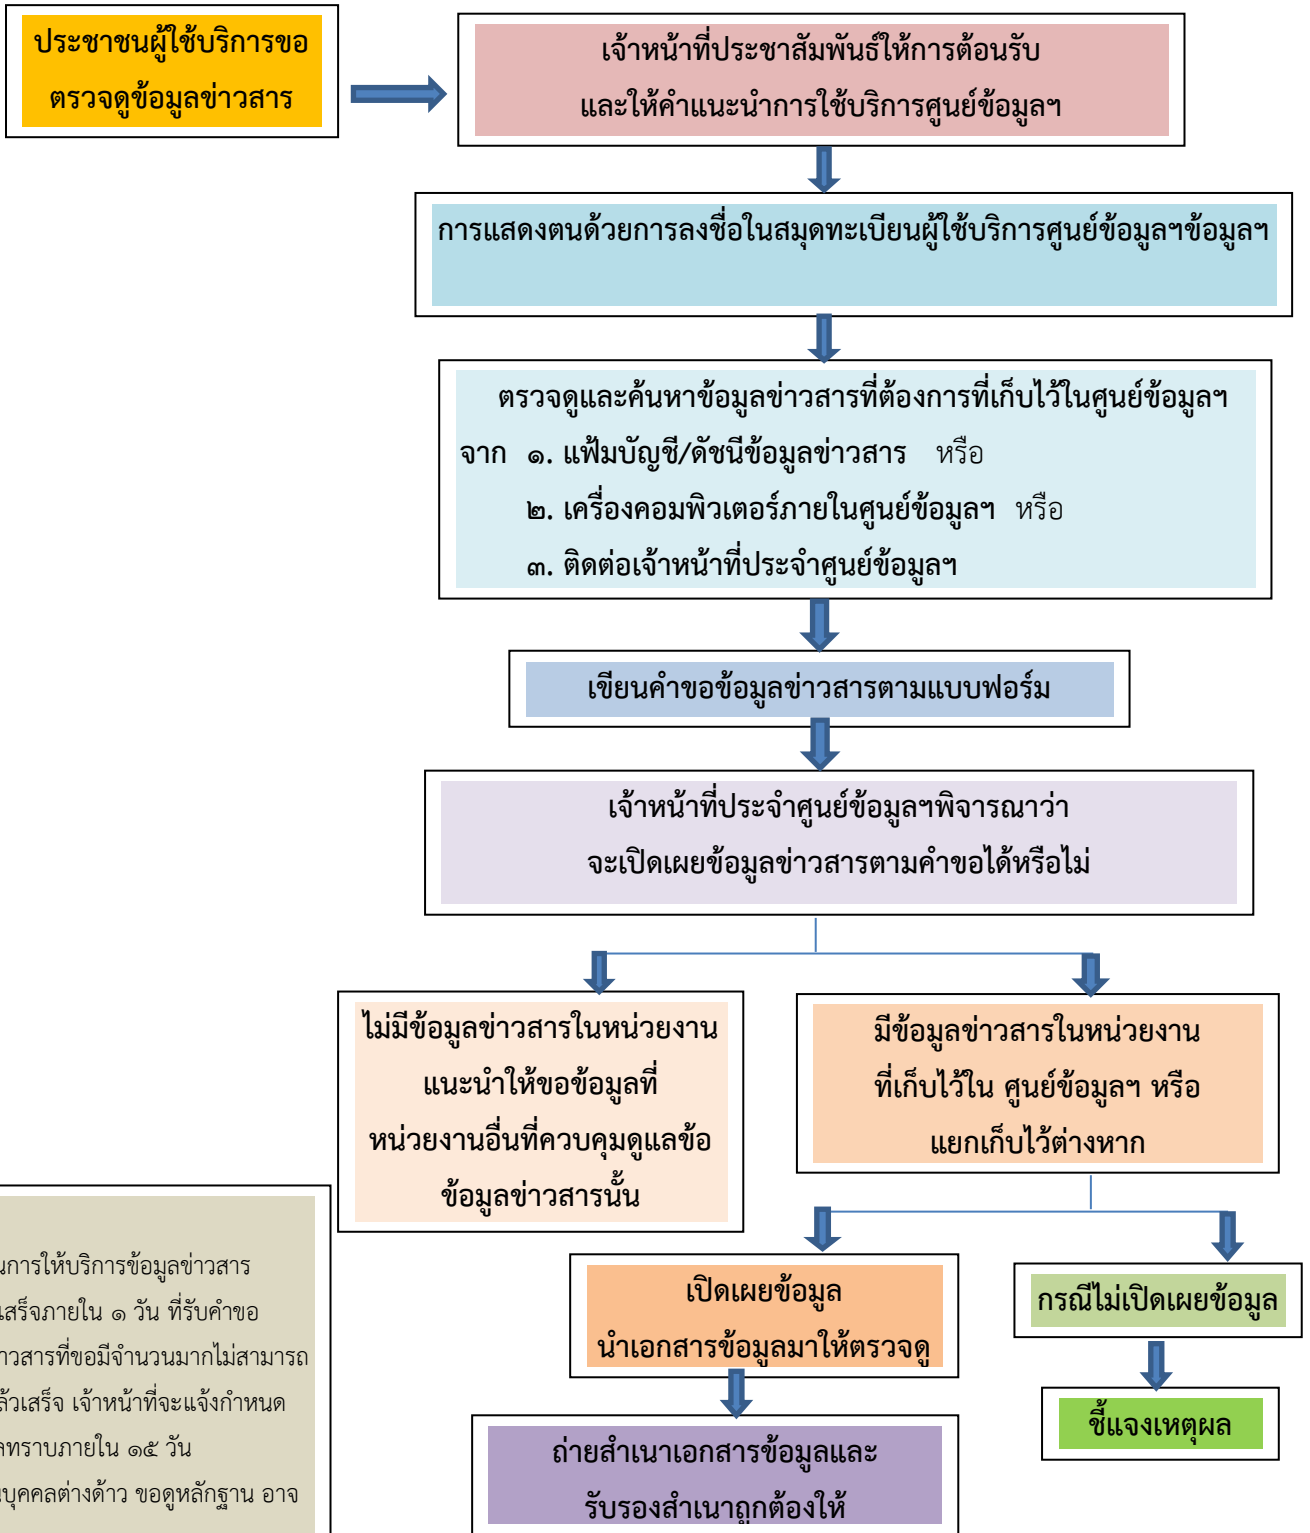 ประชาชนผู้ใช้บริการขอ
ตรวจดูข้อมูลข่าวสาร
เจ้าหน้าที่ประชาสัมพันธ์ให้การต้อนรับ
และให้คำแนะนำการใช้บริการศูนย์ข้อมูลฯ
การแสดงตนด้วยการลงชื่อในสมุดทะเบียนผู้ใช้บริการศูนย์ข้อมูลฯข้อมูลฯ
ตรวจดูและค้นหาข้อมูลข่าวสารที่ต้องการที่เก็บไว้ในศูนย์ข้อมูลฯ
จาก ๑. แฟ้มบัญชี/ดัชนีข้อมูลข่าวสาร หรือ
๒. เครื่องคอมพิวเตอร์ภายในศูนย์ข้อมูลฯ หรือ
๓. ติดต่อเจ้าหน้าที่ประจำศูนย์ข้อมูลฯ
เขียนคำขอข้อมูลข่าวสารตามแบบฟอร์ม
เจ้าหน้าที่ประจำศูนย์ข้อมูลฯพิจารณาว่า
จะเปิดเผยข้อมูลข่าวสารตามคำขอได้หรือไม่
ไม่มีข้อมูลข่าวสารในหน่วยงาน
แนะนำให้ขอข้อมูลที่
หน่วยงานอื่นที่ควบคุมดูแลข้อ
ข้อมูลข่าวสารนั้น
มีข้อมูลข่าวสารในหน่วยงาน
ที่เก็บไว้ใน ศูนย์ข้อมูลฯ หรือ
แยกเก็บไว้ต่างหาก
เปิดเผยข้อมูล
นำเอกสารข้อมูลมาให้ตรวจดู
กรณีไม่เปิดเผยข้อมูล
ชี้แจงเหตุผล
ถ่ายสำเนาเอกสารข้อมูลและ
รับรองสำเนาถูกต้องให้
นการให้บริการข้อมูลข่าวสาร
เสร็จภายใน ๑ วัน ที่รับคำขอ
าวสารที่ขอมีจำนวนมากไม่สามารถ
ล้วเสร็จ เจ้าหน้าที่จะแจ้งกำหนด
ลทราบภายใน ๑๕ วัน
นบุคคลต่างด้าว ขอดูหลักฐาน อาจ